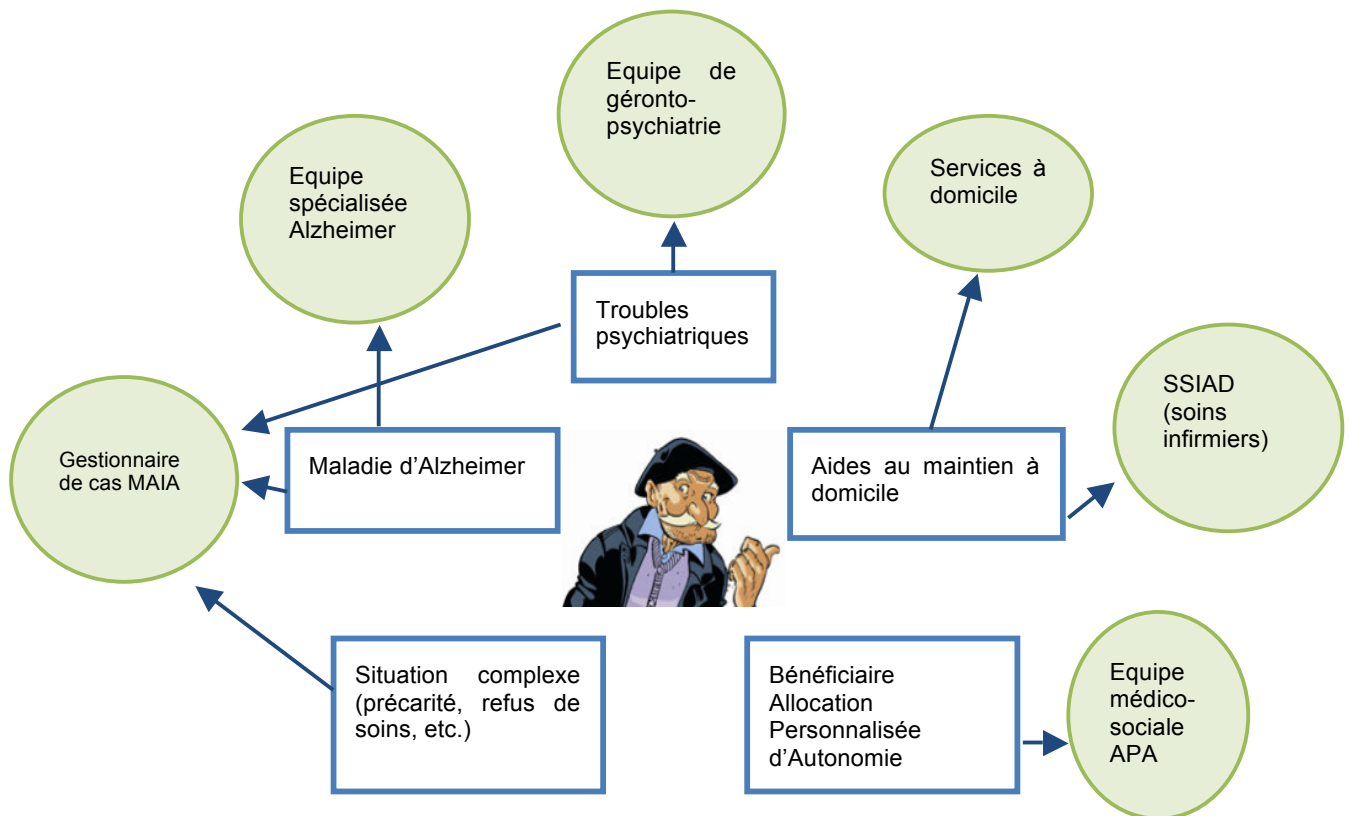 Equipe de
géronto-
psychiatrie
Equipe
spécialisée
Alzheimer
Services à
domicile
Troubles
psychiatriques
SSIAD
(soins
infirmiers)
Gestionnaire
de cas MAIA
Maladie d’Alzheimer
Aides au maintien à
domicile
Situation complexe
(précarité, refus de
soins, etc.)
Bénéficiaire
Allocation
Personnalisée
d’Autonomie
Equipe
médico-
sociale
APA